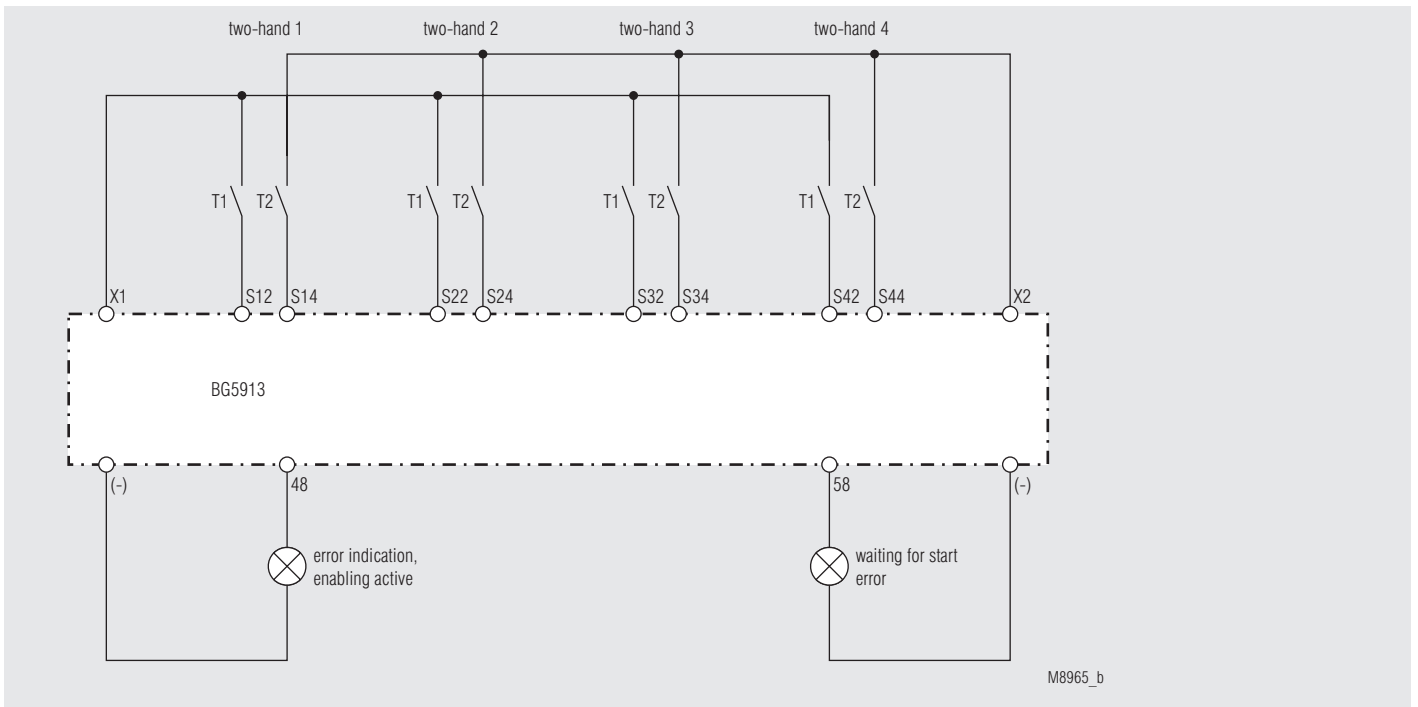 two-hand 1 two-hand 2 two-hand 3 two-hand 4
T1 T2 T1 T2 T1 T2 T1 T2
X1 S12 S14 S22 S24 S32 S34 S42 S44 X2
BG5913
(-) 48 58 (-)
error indication,
enabling active
waiting for start
error
M8965_b